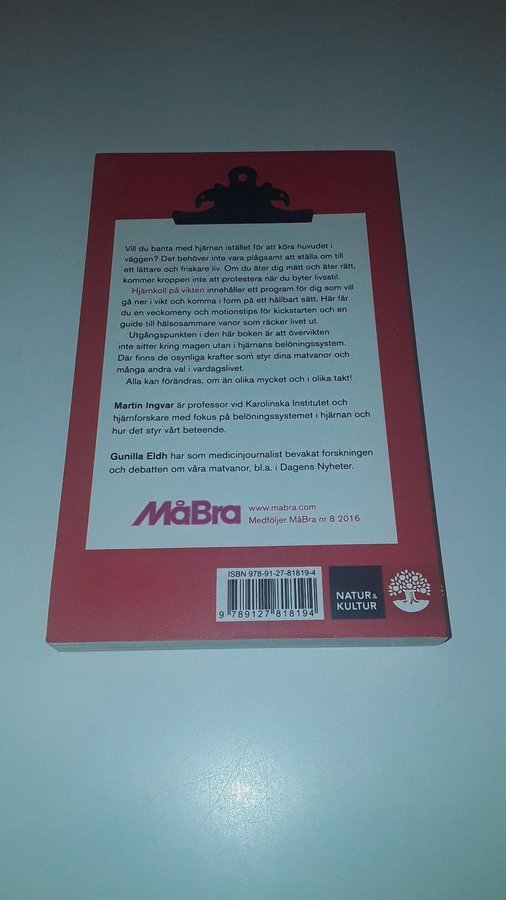 Vill du banta med hjärnan istället för att köra huvudet i
väggen? Det behöver inte vara plågsamt att ställa om till
ett lättare och friskare liv. Om du äter dig mätt och äter rätt,
kommer kroppen inte att protestera när du byter livsstil.
Hjärnkoll på vikten innehåller ett program för dig som vill
gå ner i vikt och komma i form på ett hållbart sätt. Här får
du en veckomeny och motionstips för kickstarten och en
guide till hälsosammare vanor som räcker livet ut.
Utgångspunkten i den här boken är att övervikten
inte sitter kring magen utan i hjärnans belöningssystem.
Där finns de osynliga krafter som styr dina matvanor och
många andra val i vardagslivet.
Alla kan förändras, om än olika mycket och i olika takt!
Martin Ingvar är professor vid Karolinska Institutet och
hjärnforskare med fokus på belöningssystemet i hjärnan och
hur det styr vårt beteende.
Gunilla Eldh har som medicinjournalist bevakat forskningen
och debatten om våra matvanor, bl.a. i Dagens Nyheter.
MåBra
www.mabra.com
Medföljer MåBra nr 8 2016
ISBN 978-91-27-81819-4
9 789127 818194
NATUR &
KULTUR